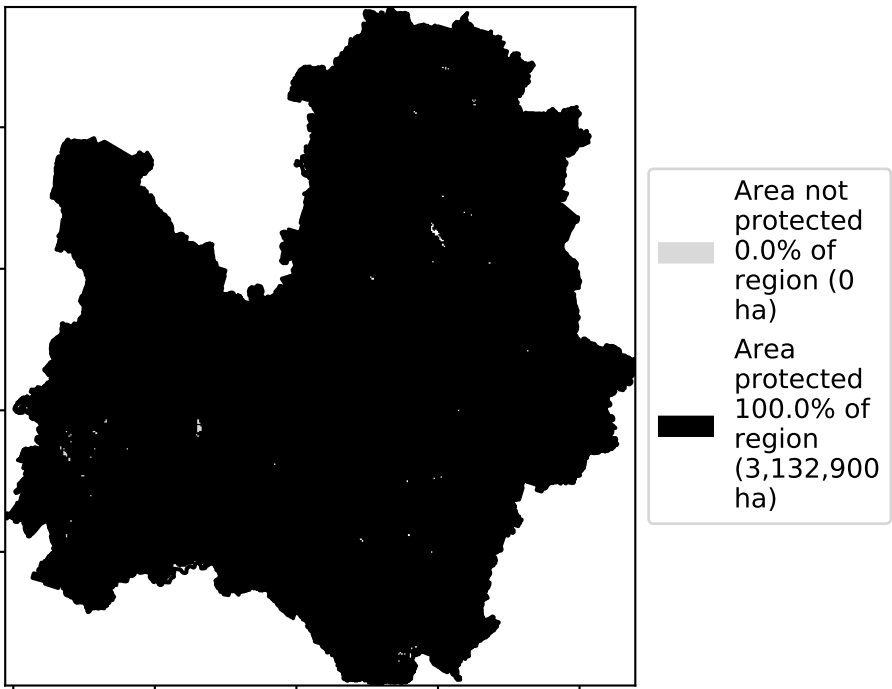 Area not
protected
0.0% of
region (0
ha)
Area
protected
100.0% of
region
(3,132,900
ha)